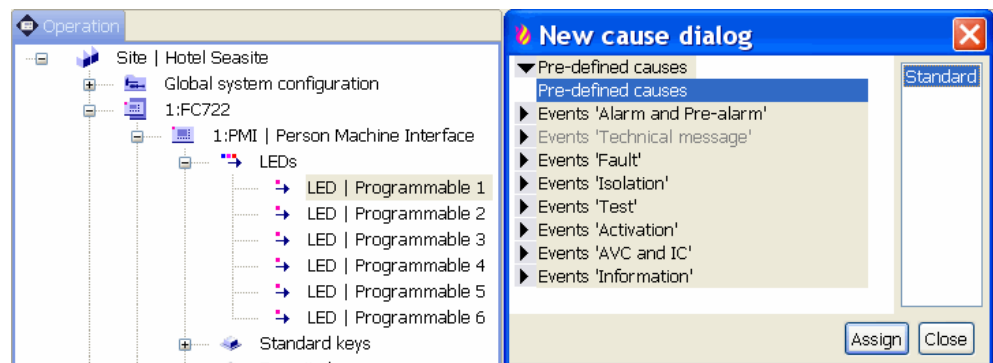 Operation
Site | Hotel Seasite
Global system configuration
1:FC722
1:PMI | Person Machine Interface
LEDs
LED | Programmable 1
LED | Programmable 2
LED | Programmable 3
LED | Programmable 4
LED | Programmable 5
LED | Programmable 6
Standard keys
New cause dialog
Pre-defined causes
Pre-defined causes
Events 'Alarm and Pre-alarm'
Events 'Technical message'
Events 'Fault'
Events 'Isolation'
Events 'Test'
Events 'Activation'
Events 'AVC and IC'
Events 'Information'
Standard
Assign Close